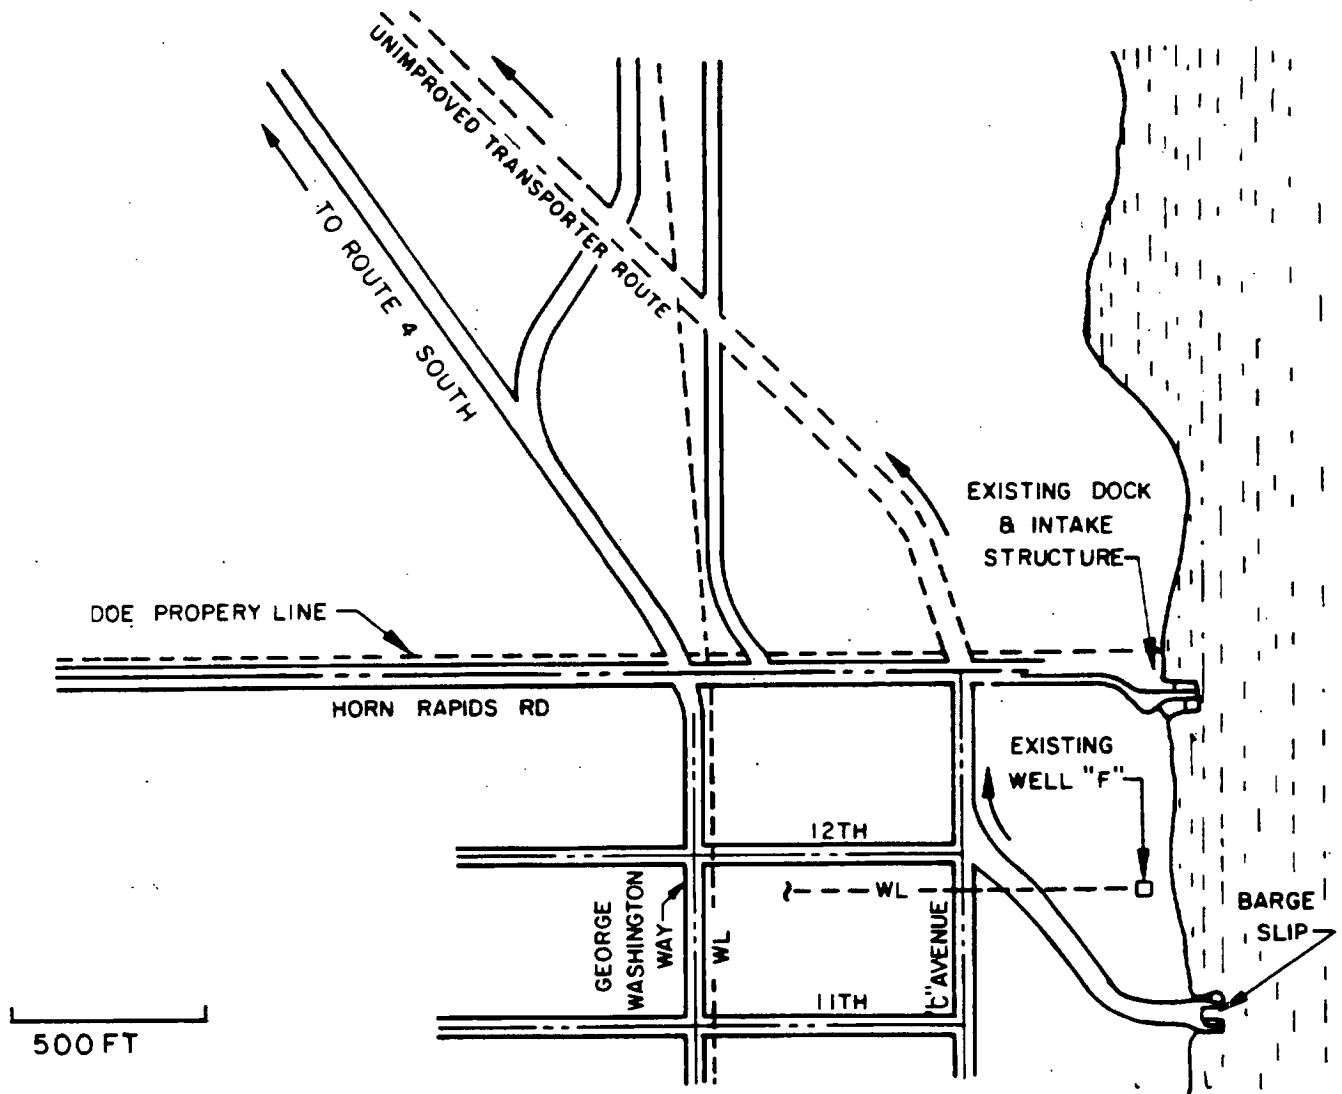 UNIMPROVED TRANSPORTER ROUTE
TO ROUTE 4 SOUTH
EXISTING DOCK
& INTAKE
STRUCTURE
DOE PROPERY LINE
HORN RAPIDS RD
EXISTING
WELL "F"
12TH
WL
BARGE
SLIP
GEORGE
WASHINGTON
WAY
WL
"C" AVENUE
11TH
500 FT